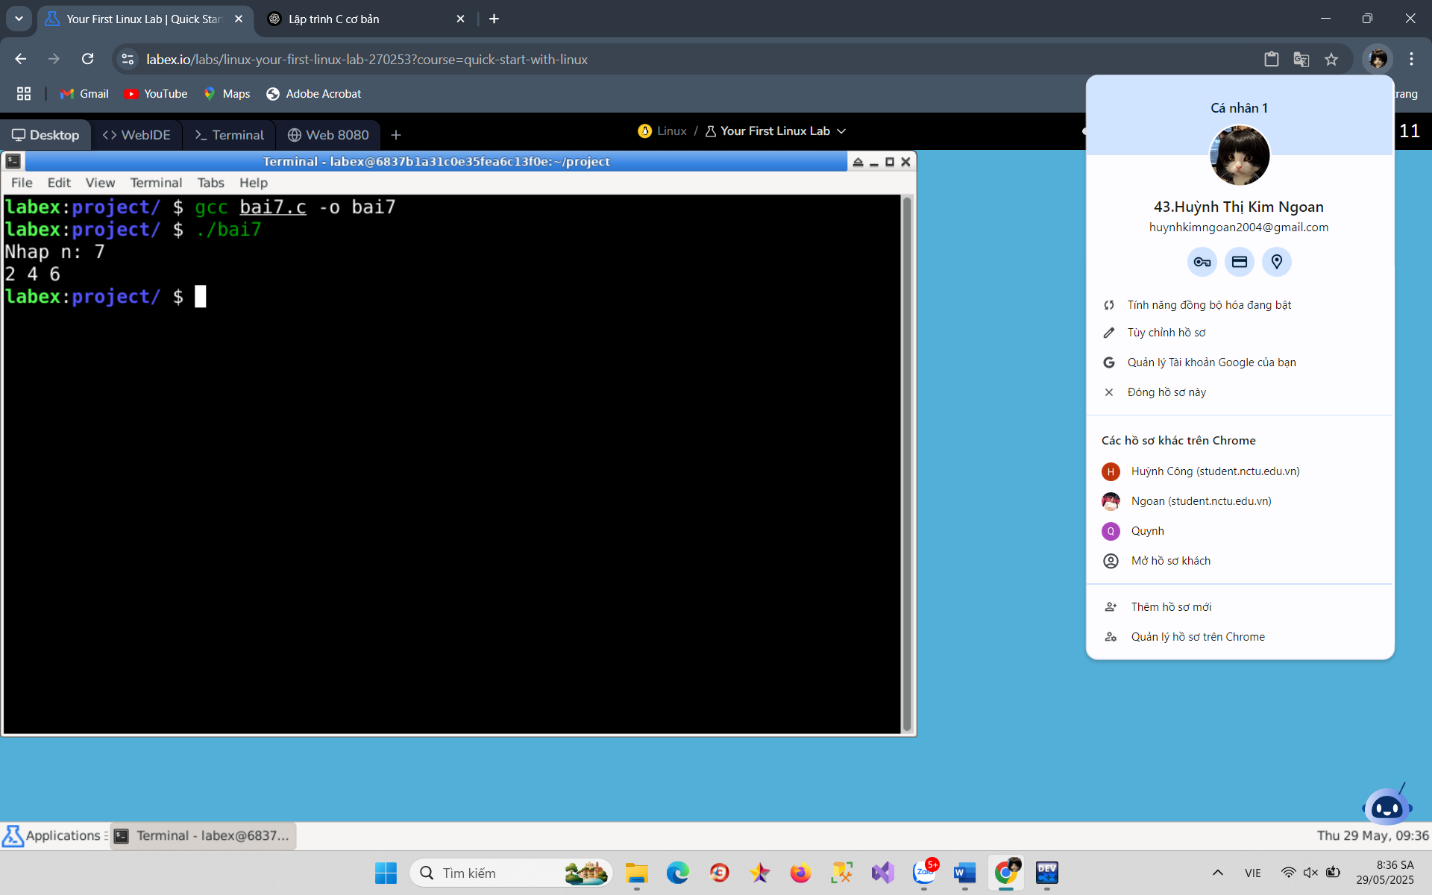 Your First Linux Lab | Quick Star
Lập trình C cơ bản
labex.io/labs/linux-your-first-linux-lab-270253?course=quick-start-with-linux
Gmail
YouTube
Maps
Adobe Acrobat
trang
Desktop
WebIDE
Terminal
Web 8080
Linux / Your First Linux Lab
11
Terminal - labex@6837b1a31c0e35fea6c13f0e:~/project
File Edit View Terminal Tabs Help
labex:project/ $ gcc bai7.c -o bai7
labex:project/ $ ./bai7
Nhap n: 7
2 4 6
labex:project/ $
Cá nhân 1
43.Huỳnh Thị Kim Ngoan
huynhkimngoan2004@gmail.com
Tính năng đồng bộ hóa đang bật
Tùy chỉnh hồ sơ
G Quản lý Tài khoản Google của bạn
Đóng hồ sơ này
Các hồ sơ khác trên Chrome
H Huỳnh Công (student.nctu.edu.vn)
Ngoan (student.nctu.edu.vn)
Q Quynh
Mở hồ sơ khách
Thêm hồ sơ mới
Quản lý hồ sơ trên Chrome
Applications
Terminal - labex@6837...
Thu 29 May, 09:36
Tìm kiếm
Zalo
5+
W
DEV
VIE
8:36 SA
29/05/2025